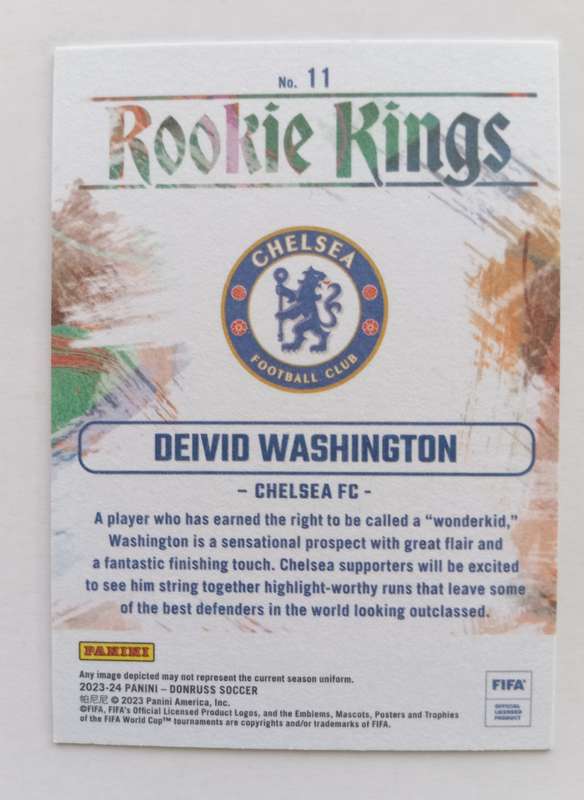 No. 11
Rookie Kings
CHELSEA
FOOTBALL CLUB
DEIVID WASHINGTON
- CHELSEA FC -
A player who has earned the right to be called a “wonderkid,”
Washington is a sensational prospect with great flair and
a fantastic finishing touch. Chelsea supporters will be excited
to see him string together highlight-worthy runs that leave some
of the best defenders in the world looking outclassed.
PANINI
Any image depicted may not represent the current season uniform.
2023-24 PANINI – DONRUSS SOCCER
帕尼尼 © 2023 Panini America, Inc.
©FIFA, FIFA's Official Licensed Product Logos, and the Emblems, Mascots, Posters and Trophies
of the FIFA World Cup™ tournaments are copyrights and/or trademarks of FIFA.
FIFA
OFFICIAL
LICENSED
PRODUCT